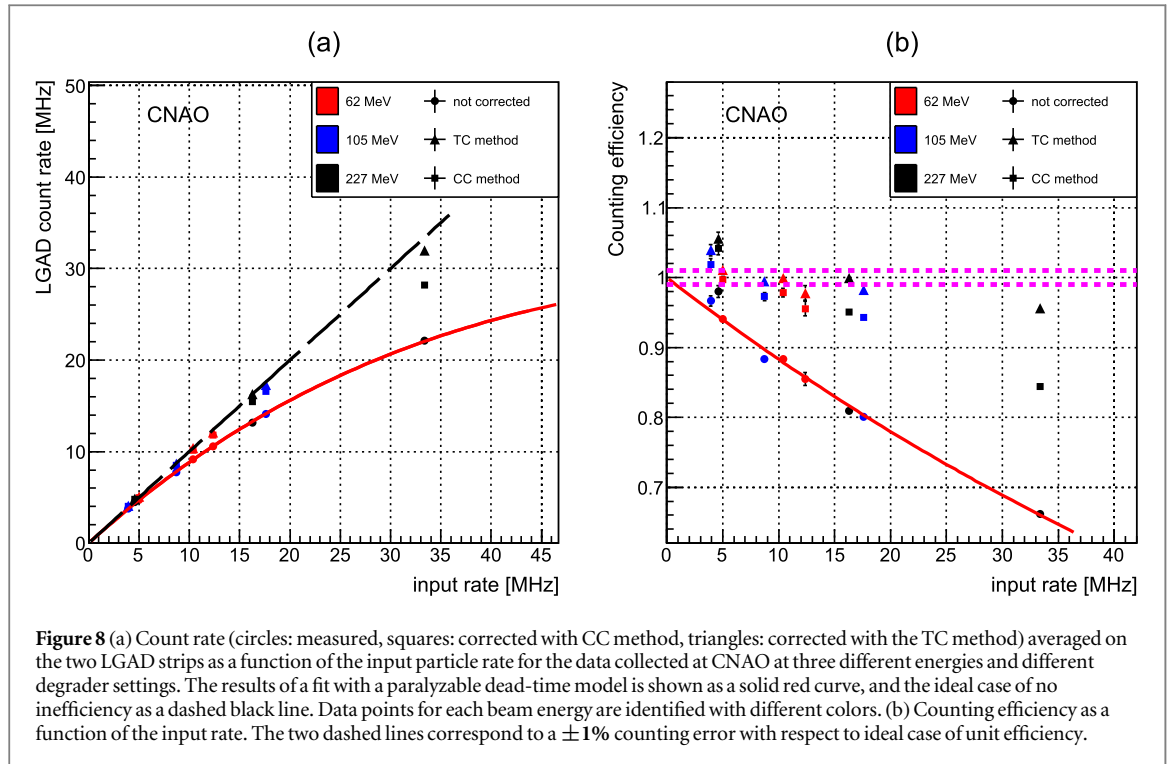 (a)
LGAD count rate [MHz]
50
40
30
20
10
0
CNAO
62 MeV
not corrected
105 MeV
TC method
227 MeV
CC method
0 5 10 15 20 25 30 35 40 45
input rate [MHz]
(b)
Counting efficiency
1.2
1.1
1
0.9
0.8
0.7
CNAO
62 MeV
not corrected
105 MeV
TC method
227 MeV
CC method
0 5 10 15 20 25 30 35 40
input rate [MHz]
Figure 8 (a) Count rate (circles: measured, squares: corrected with CC method, triangles: corrected with the TC method) averaged on
the two LGAD strips as a function of the input particle rate for the data collected at CNAO at three different energies and different
degrader settings. The results of a fit with a paralyzable dead-time model is shown as a solid red curve, and the ideal case of no
inefficiency as a dashed black line. Data points for each beam energy are identified with different colors. (b) Counting efficiency as a
function of the input rate. The two dashed lines correspond to a ±1% counting error with respect to ideal case of unit efficiency.